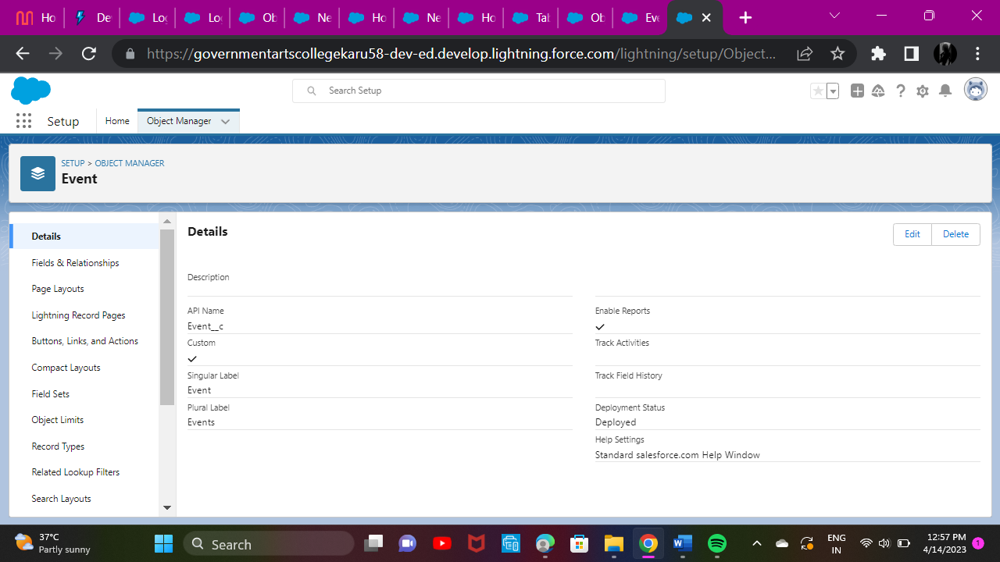 Ho
De
Log
Log
Ob
Ne
Ho
Ne
Ho
Tab
Ob
Eve
https://governmentartscollegekaru58-dev-ed.develop.lightning.force.com/lightning/setup/Object...
Search Setup
Setup
Home
Object Manager
SETUP > OBJECT MANAGER
Event
Details
Fields & Relationships
Page Layouts
Lightning Record Pages
Buttons, Links, and Actions
Compact Layouts
Field Sets
Object Limits
Record Types
Related Lookup Filters
Search Layouts
Details
Edit
Delete
Description
API Name
Event__c
Custom
Singular Label
Event
Plural Label
Events
Enable Reports
Track Activities
Track Field History
Deployment Status
Deployed
Help Settings
Standard salesforce.com Help Window
37°C
Partly sunny
Search
ENG
IN
12:57 PM
4/14/2023
1